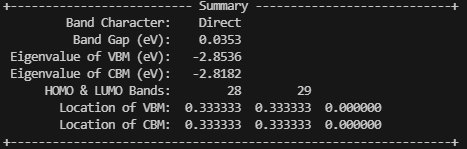 +-------------------------- Summary --------------------------------+
Band Character: Direct
Band Gap (eV): 0.0353
Eigenvalue of VBM (eV): -2.8536
Eigenvalue of CBM (eV): -2.8182
HOMO & LUMO Bands: 28 29
Location of VBM: 0.333333 0.333333 0.000000
Location of CBM: 0.333333 0.333333 0.000000
+-------------------------------------------------------------------+